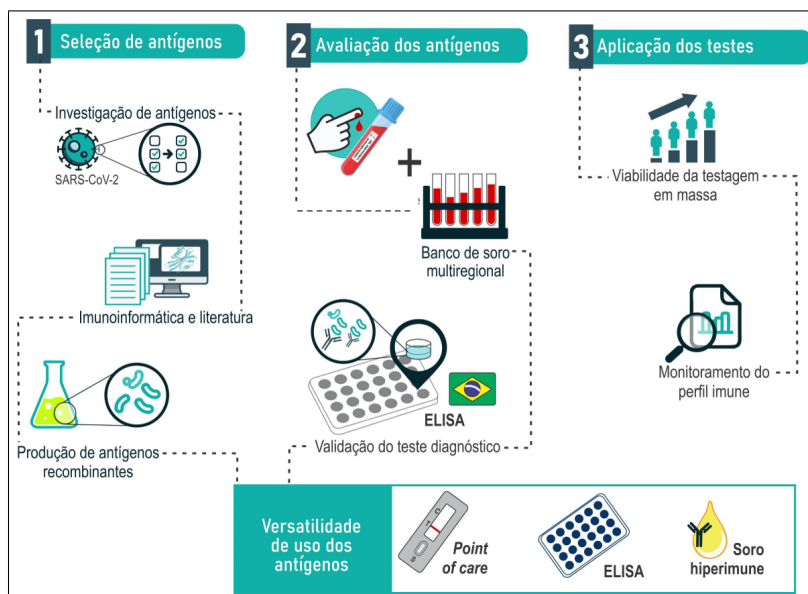 1 Seleção de antígenos
Investigação de antígenos
SARS-CoV-2
Imunoinformática e literatura
Produção de antígenos
recombinantes
2 Avaliação dos antígenos
Banco de soro
multiregional
ELISA
Validação do teste diagnóstico
3 Aplicação dos testes
Viabilidade da testagem
em massa
Monitoramento do
perfil imune
Versatilidade
de uso dos
antígenos
C
T
S
Point
of care
ELISA
Soro
hiperimune